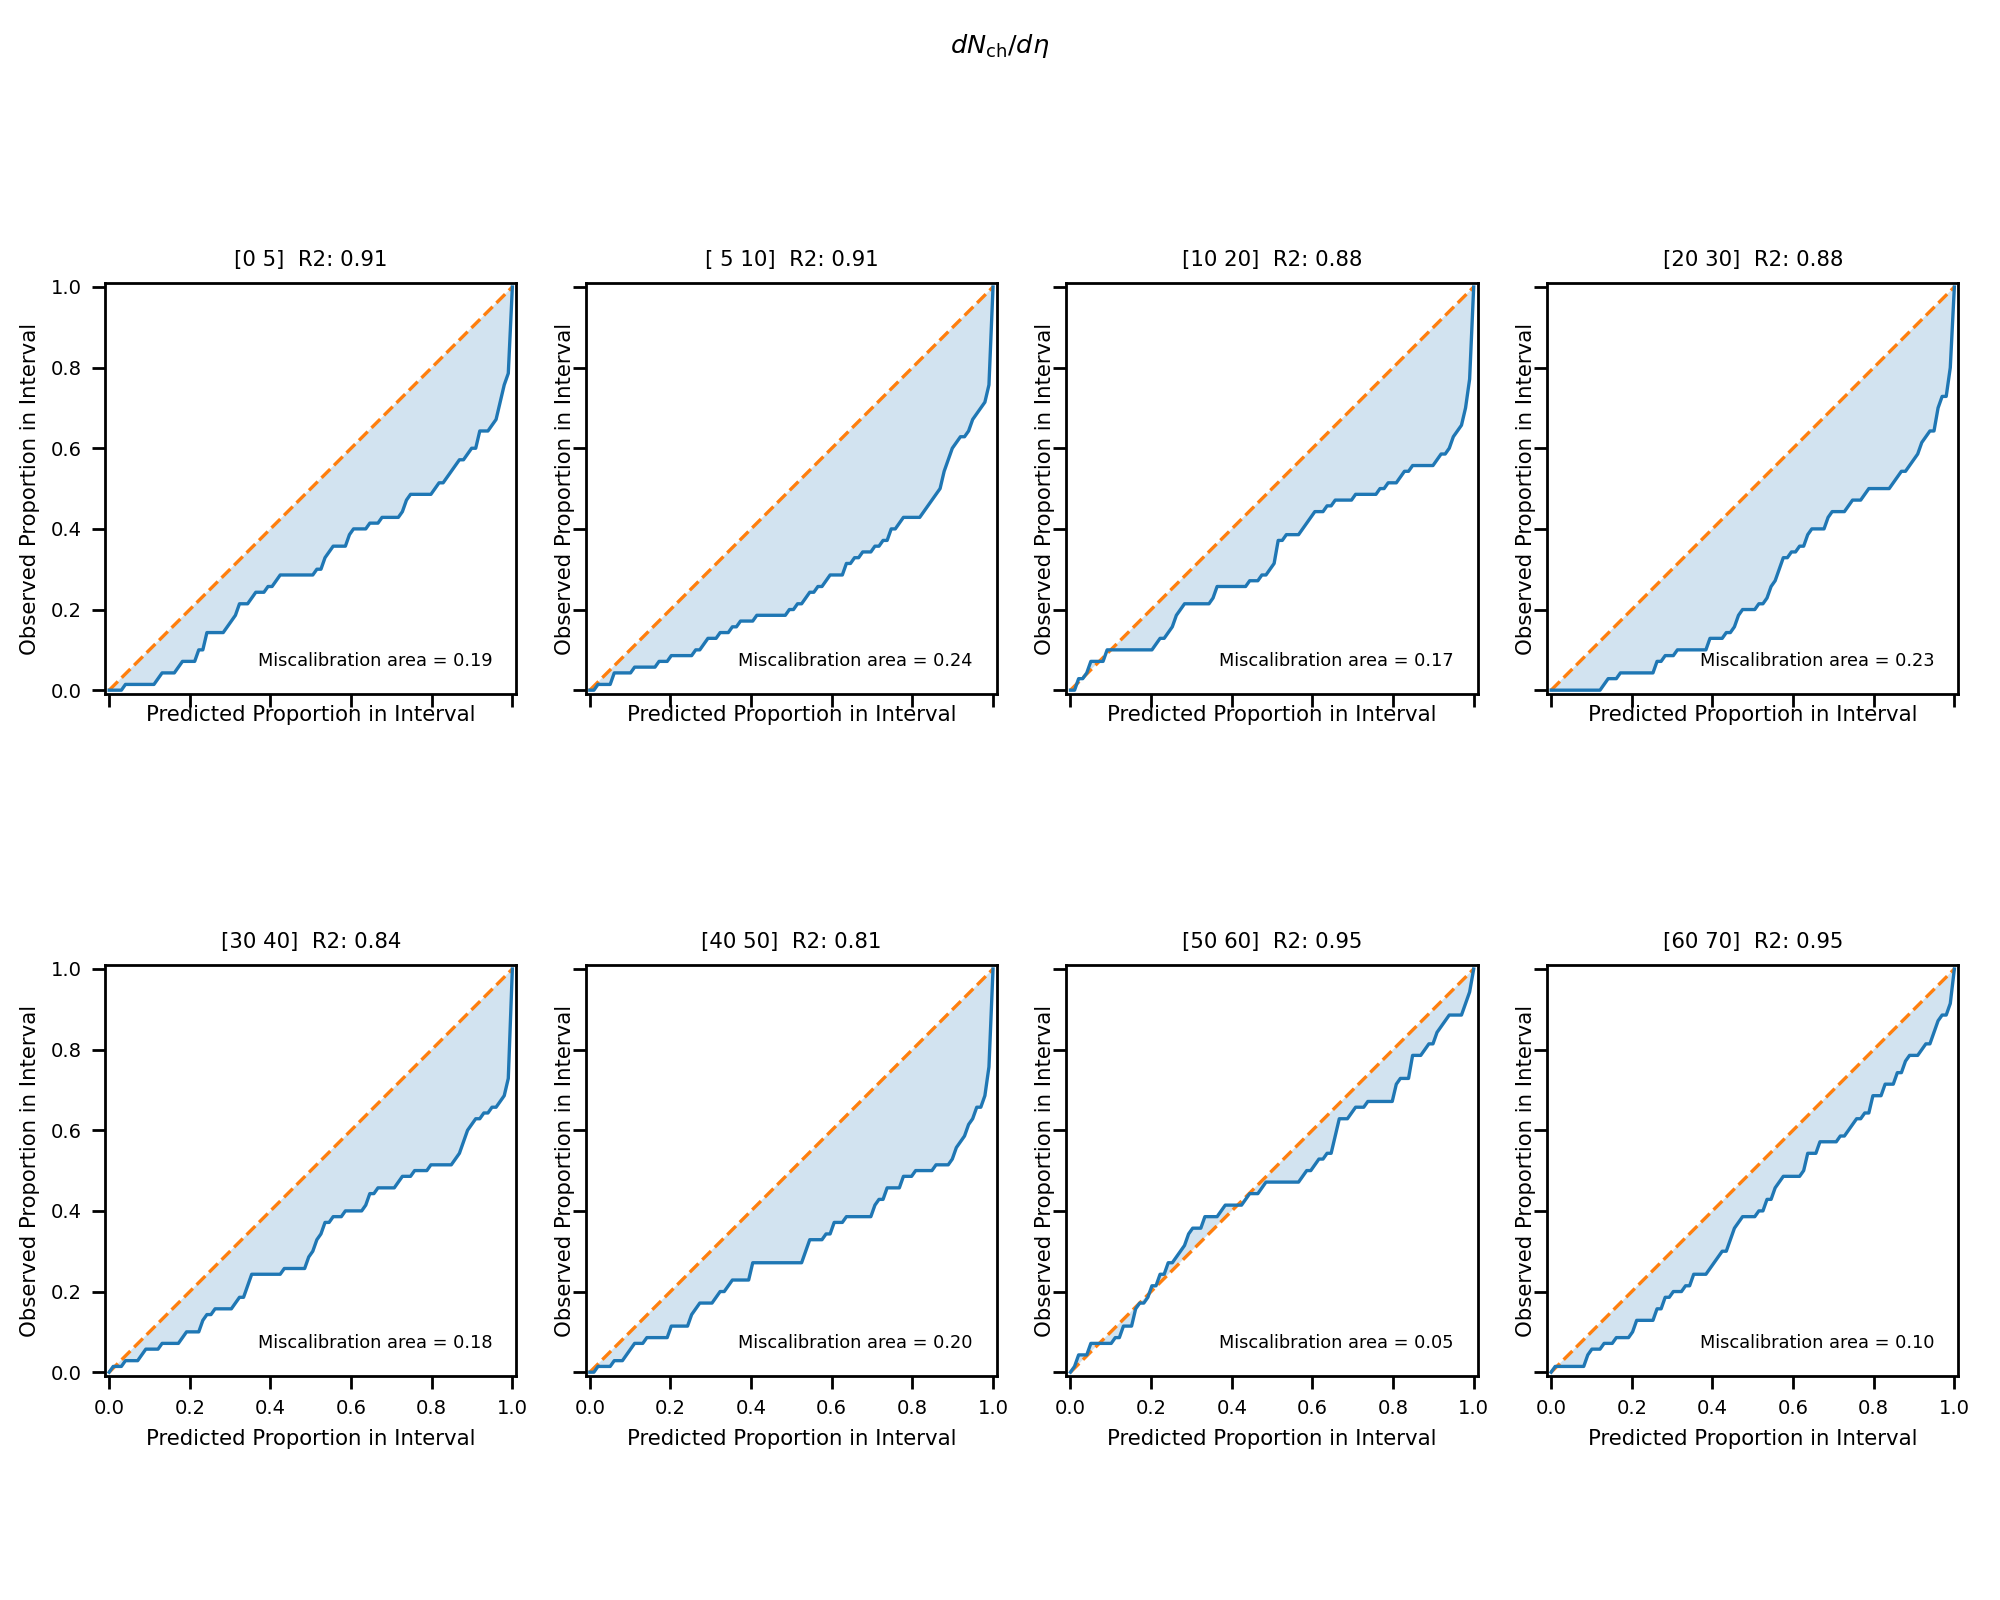 dN_ch/dη
[0 5]  R2: 0.91
[ 5 10]  R2: 0.91
[10 20]  R2: 0.88
[20 30]  R2: 0.88
Observed Proportion in Interval
1.0
0.8
0.6
0.4
0.2
0.0
Miscalibration area = 0.19
Predicted Proportion in Interval
Observed Proportion in Interval
Miscalibration area = 0.24
Predicted Proportion in Interval
Observed Proportion in Interval
Miscalibration area = 0.17
Predicted Proportion in Interval
Observed Proportion in Interval
Miscalibration area = 0.23
Predicted Proportion in Interval
[30 40]  R2: 0.84
[40 50]  R2: 0.81
[50 60]  R2: 0.95
[60 70]  R2: 0.95
Observed Proportion in Interval
1.0
0.8
0.6
0.4
0.2
0.0
Miscalibration area = 0.18
0.0 0.2 0.4 0.6 0.8 1.0
Predicted Proportion in Interval
Observed Proportion in Interval
Miscalibration area = 0.20
0.0 0.2 0.4 0.6 0.8 1.0
Predicted Proportion in Interval
Observed Proportion in Interval
Miscalibration area = 0.05
0.0 0.2 0.4 0.6 0.8 1.0
Predicted Proportion in Interval
Observed Proportion in Interval
Miscalibration area = 0.10
0.0 0.2 0.4 0.6 0.8 1.0
Predicted Proportion in Interval